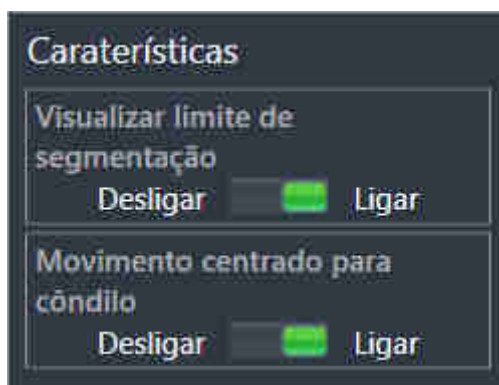 Caraterísticas
Visualizar limite de
segmentação
Desligar Ligar
Movimento centrado para
côndilo
Desligar Ligar